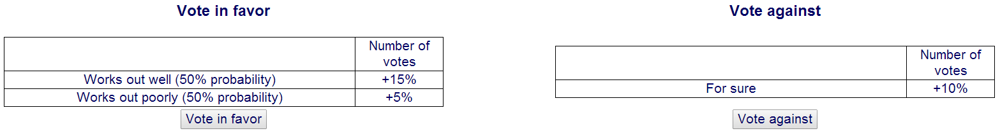 Vote in favor
Number of
votes
Works out well (50% probability) +15%
Works out poorly (50% probability) +5%
Vote in favor
Vote against
Number of
votes
For sure +10%
Vote against